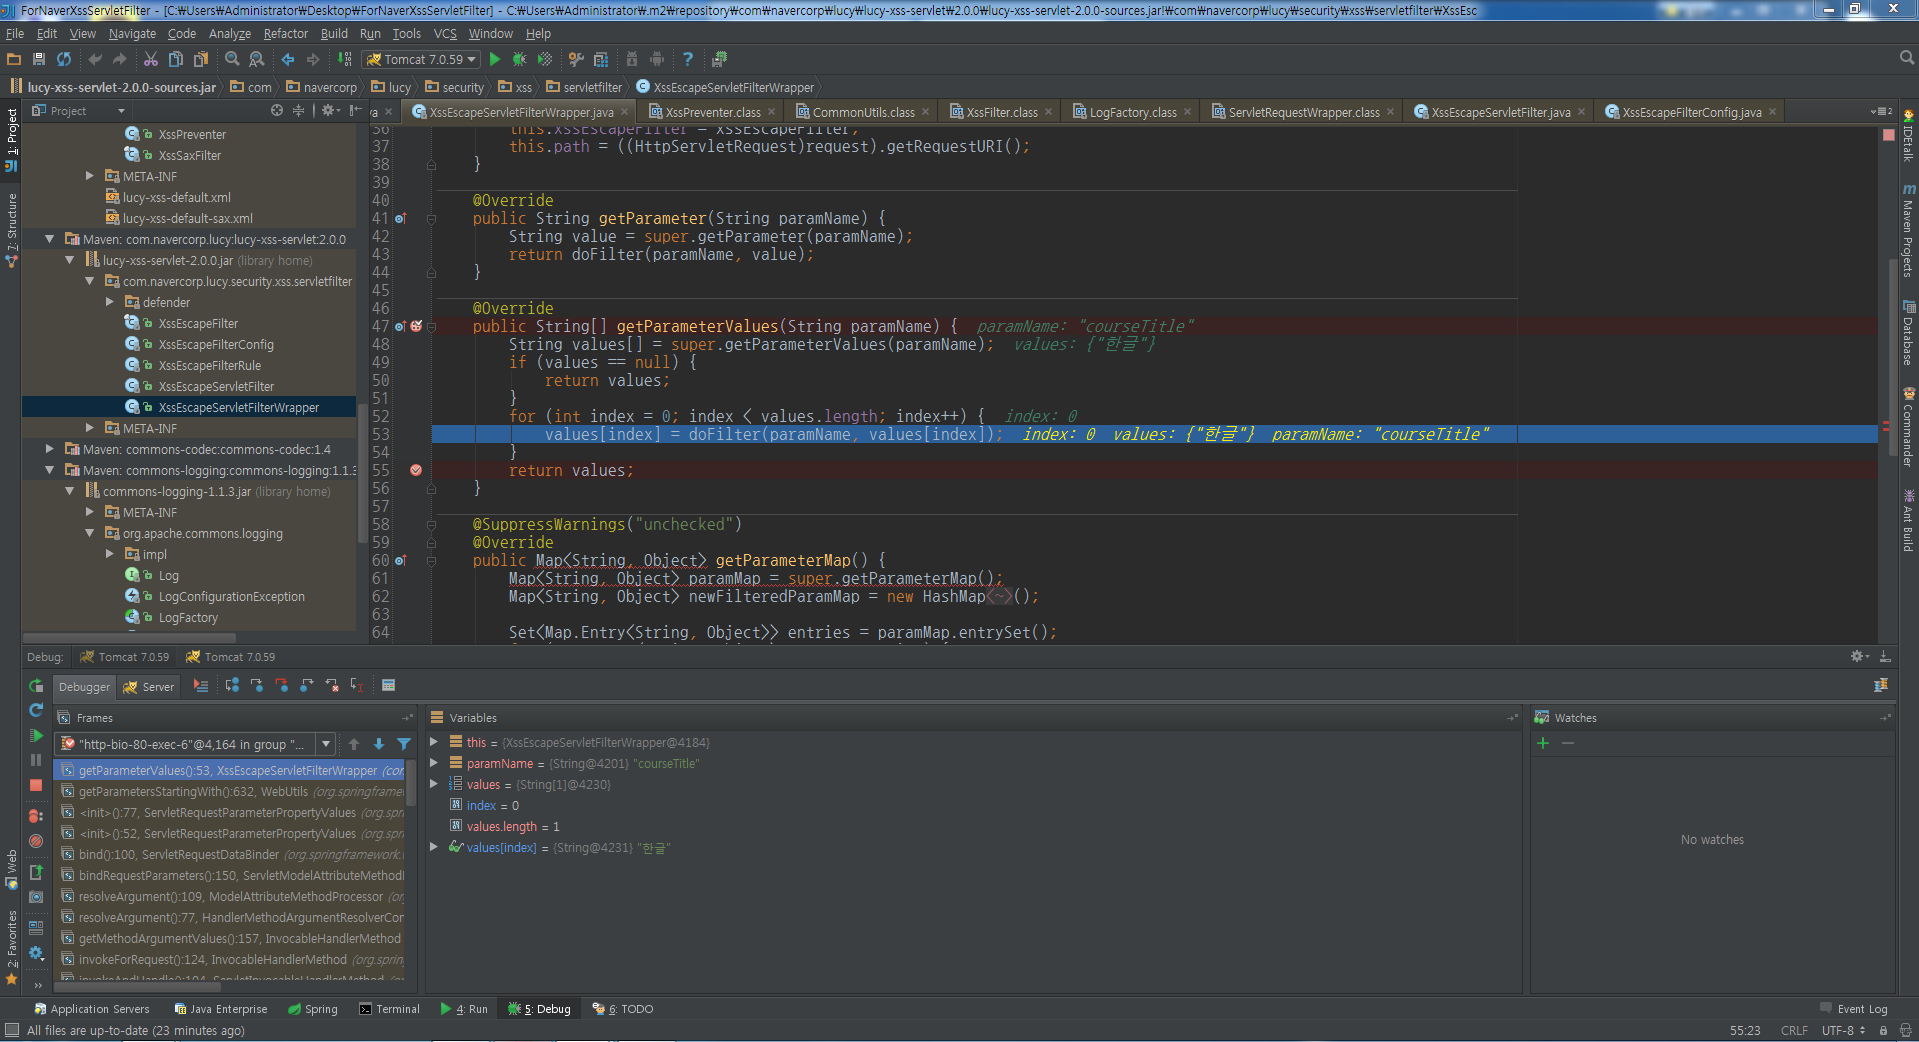 ForNaverXssServletFilter - [C:₩Users₩Administrator₩Desktop₩ForNaverXssServletFilter] - C:₩Users₩Administrator₩.m2₩repository₩com₩navercorp₩lucy₩lucy-xss-servlet₩2.0.0₩lucy-xss-servlet-2.0.0-sources.jar!₩com₩navercorp₩lucy₩security₩xss₩servletfilter₩XssEsc
File Edit View Navigate Code Analyze Refactor Build Run Tools VCS Window Help
Tomcat 7.0.59
lucy-xss-servlet-2.0.0-sources.jar com navercorp lucy security xss servletfilter XssEscapeServletFilterWrapper
Project
va XssEscapeServletFilterWrapper.java XssPreventer.class CommonUtils.class XssFilter.class LogFactory.class ServletRequestWrapper.class XssEscapeServletFilter.java XssEscapeFilterConfig.java
1: Project
7: Structure
Web
2: Favorites
XssPreventer
XssSaxFilter
META-INF
lucy-xss-default.xml
lucy-xss-default-sax.xml
Maven: com.navercorp.lucy:lucy-xss-servlet:2.0.0
lucy-xss-servlet-2.0.0.jar (library home)
com.navercorp.lucy.security.xss.servletfilter
defender
XssEscapeFilter
XssEscapeFilterConfig
XssEscapeFilterRule
XssEscapeServletFilter
XssEscapeServletFilterWrapper
META-INF
Maven: commons-codec:commons-codec:1.4
Maven: commons-logging:commons-logging:1.1.3
commons-logging-1.1.3.jar (library home)
META-INF
org.apache.commons.logging
impl
Log
LogConfigurationException
LogFactory
36 this.xssEscapeFilter = xssEscapeFilter;
37 this.path = ((HttpServletRequest)request).getRequestURI();
38 }
39
40 @Override
41 public String getParameter(String paramName) {
42 String value = super.getParameter(paramName);
43 return doFilter(paramName, value);
44 }
45
46 @Override
47 public String[] getParameterValues(String paramName) { paramName: "courseTitle"
48 String values[] = super.getParameterValues(paramName); values: {"한글"}
49 if (values == null) {
50 return values;
51 }
52 for (int index = 0; index < values.length; index++) { index: 0
53 values[index] = doFilter(paramName, values[index]); index: 0 values: {"한글"} paramName: "courseTitle"
54 }
55 return values;
56 }
57
58 @SuppressWarnings("unchecked")
59 @Override
60 public Map<String, Object> getParameterMap() {
61 Map<String, Object> paramMap = super.getParameterMap();
62 Map<String, Object> newFilteredParamMap = new HashMap<~>();
63
64 Set<Map.Entry<String, Object>> entries = paramMap.entrySet();
IDEtalk
Maven Projects
Database
Commander
Ant Build
Debug: Tomcat 7.0.59 Tomcat 7.0.59
Debugger Server
Frames
"http-bio-80-exec-6"@4,164 in group "...
getParameterValues():53, XssEscapeServletFilterWrapper (cor
getParametersStartingWith():632, WebUtils (org.springframew
<init>():77, ServletRequestParameterPropertyValues (org.spr
<init>():52, ServletRequestParameterPropertyValues (org.spr
bind():100, ServletRequestDataBinder (org.springframework.
bindRequestParameters():150, ServletModelAttributeMethodF
resolveArgument():109, ModelAttributeMethodProcessor (or
resolveArgument():77, HandlerMethodArgumentResolverCor
getMethodArgumentValues():157, InvocableHandlerMethod
invokeForRequest():124, InvocableHandlerMethod (org.spring
invokeAndHandle():104, ServletInvocableHandlerMethod
Variables
this = {XssEscapeServletFilterWrapper@4184}
paramName = {String@4201} "courseTitle"
values = {String[1]@4230}
index = 0
values.length = 1
values[index] = {String@4231} "한글"
Watches
No watches
Application Servers Java Enterprise Spring Terminal 4: Run 5: Debug 6: TODO Event Log
All files are up-to-date (23 minutes ago) 55:23 CRLF UTF-8